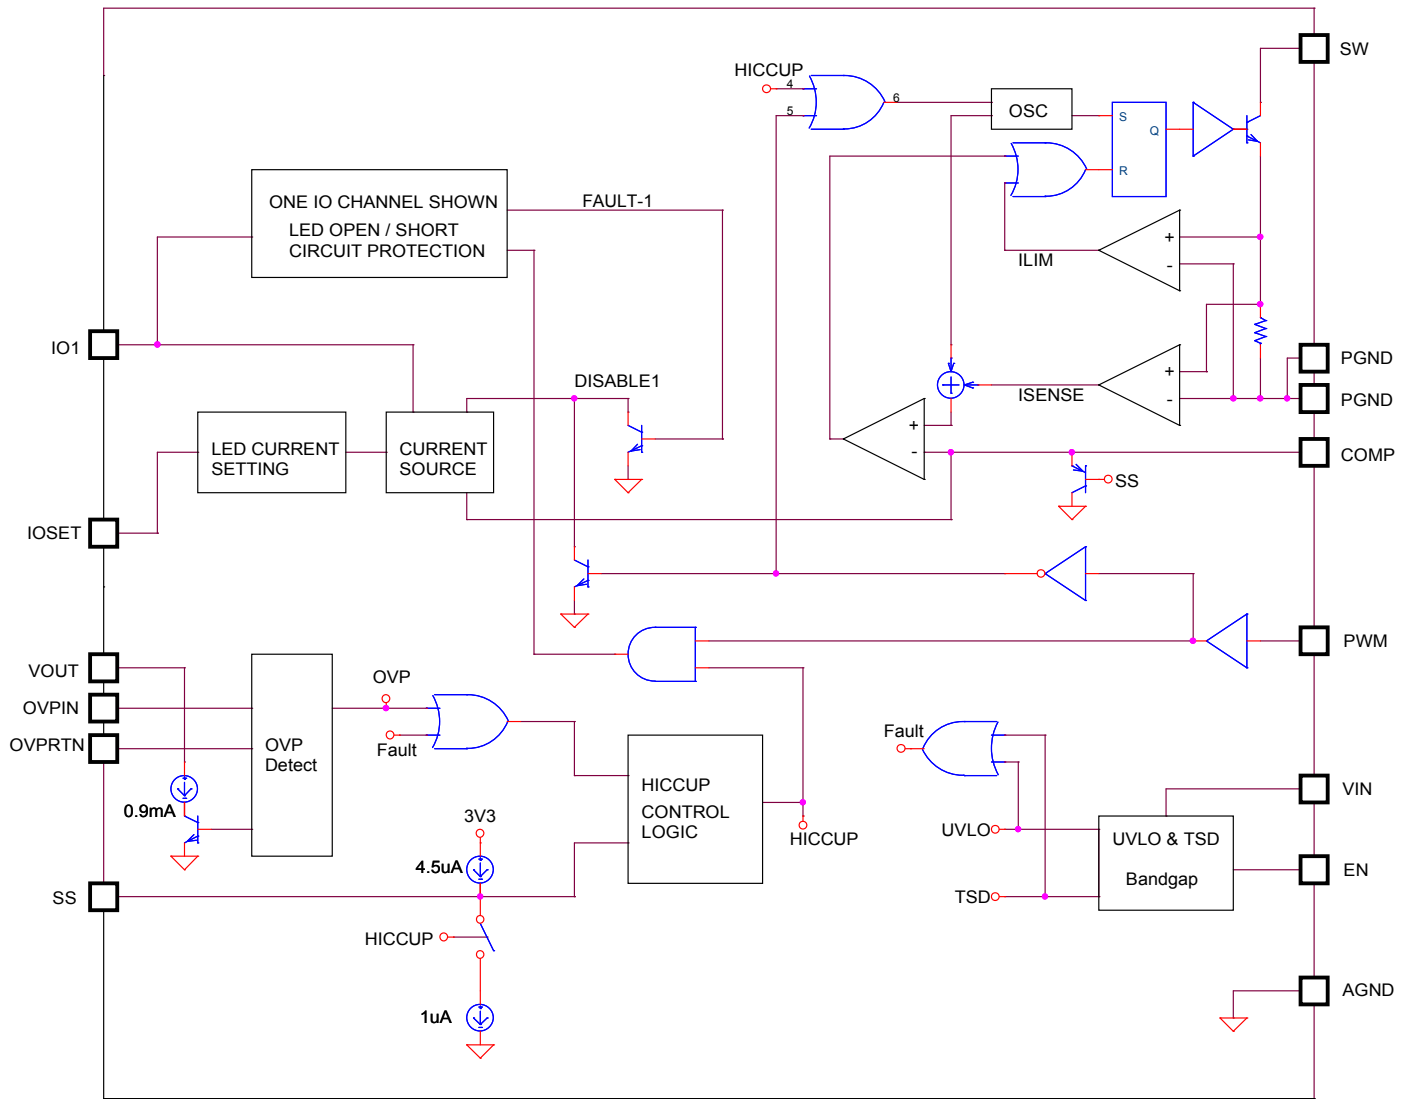 SW
HICCUP
4
5
6
OSC
S
Q
R
ONE IO CHANNEL SHOWN
LED OPEN / SHORT
CIRCUIT PROTECTION
FAULT-1
+
-
ILIM
IO1
PGND
DISABLE1
+
-
ISENSE
PGND
LED CURRENT
SETTING
CURRENT
SOURCE
+
-
COMP
SS
IOSET
PWM
VOUT
OVPIN
OVPRTN
OVP
Detect
OVP
Fault
0.9mA
HICCUP
CONTROL
LOGIC
HICCUP
Fault
UVLO
TSD
UVLO & TSD
Bandgap
VIN
EN
3V3
4.5uA
SS
HICCUP
1uA
AGND